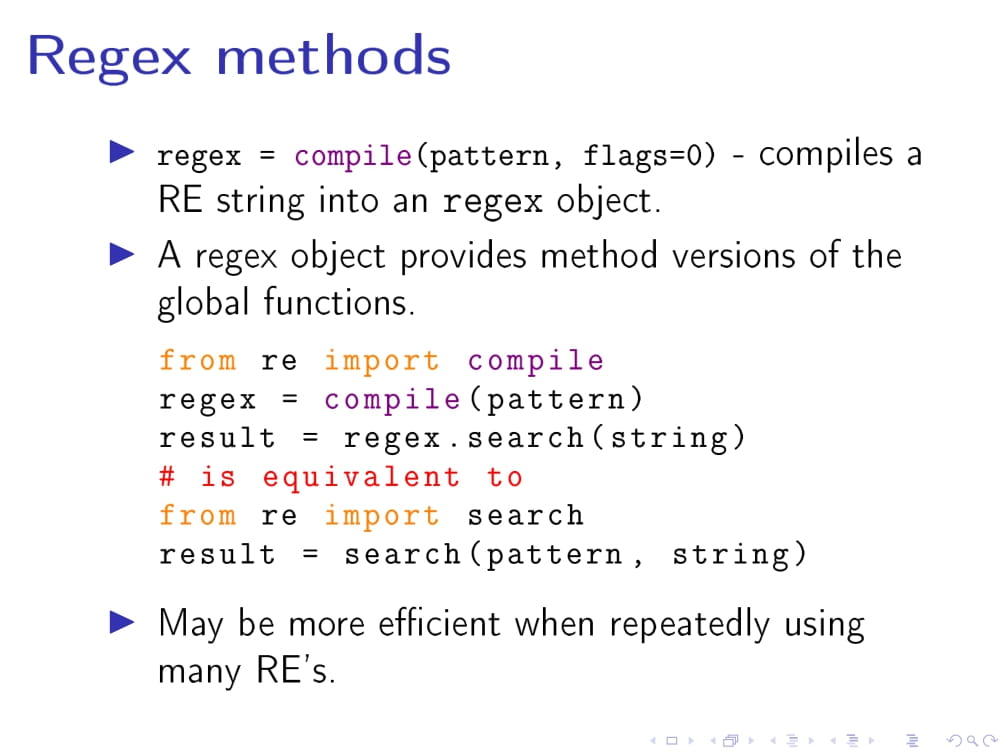 Regex methods
regex = compile(pattern, flags=0) - compiles a
RE string into an regex object.
A regex object provides method versions of the
global functions.
from re import compile
regex = compile(pattern)
result = regex.search(string)
# is equivalent to
from re import search
result = search(pattern, string)
May be more efficient when repeatedly using
many RE's.